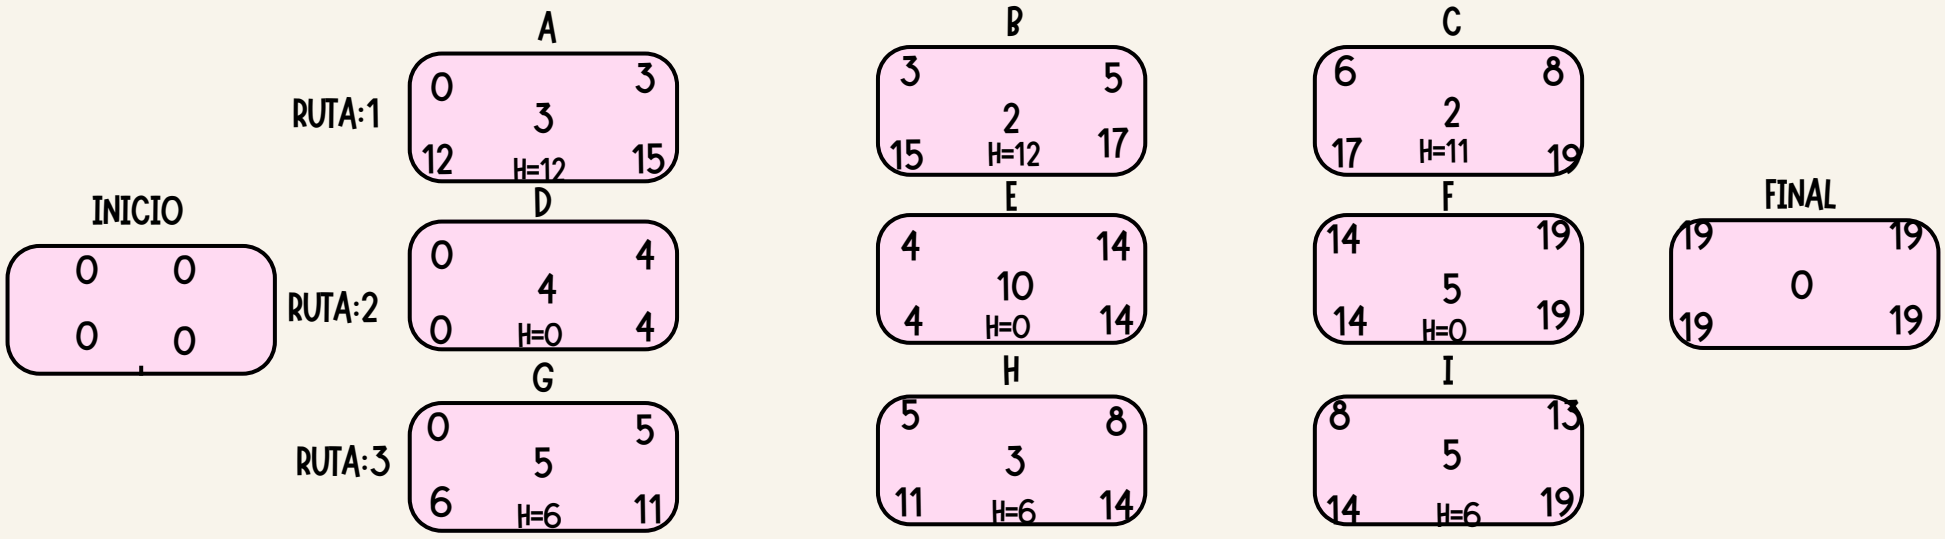 A
B
C
0 3
3 5
6 8
RUTA:1
3
2
2
12 15
15 17
17 19
H=12
H=12
H=11
INICIO
D
E
F
FINAL
0 0
0 4
4 14
14 19
19 19
RUTA:2
4
10
5
0
0 0
0 4
4 14
14 19
19 19
H=0
H=0
H=0
G
H
I
0 5
5 8
8 13
RUTA:3
5
3
5
6 11
11 14
14 19
H=6
H=6
H=6